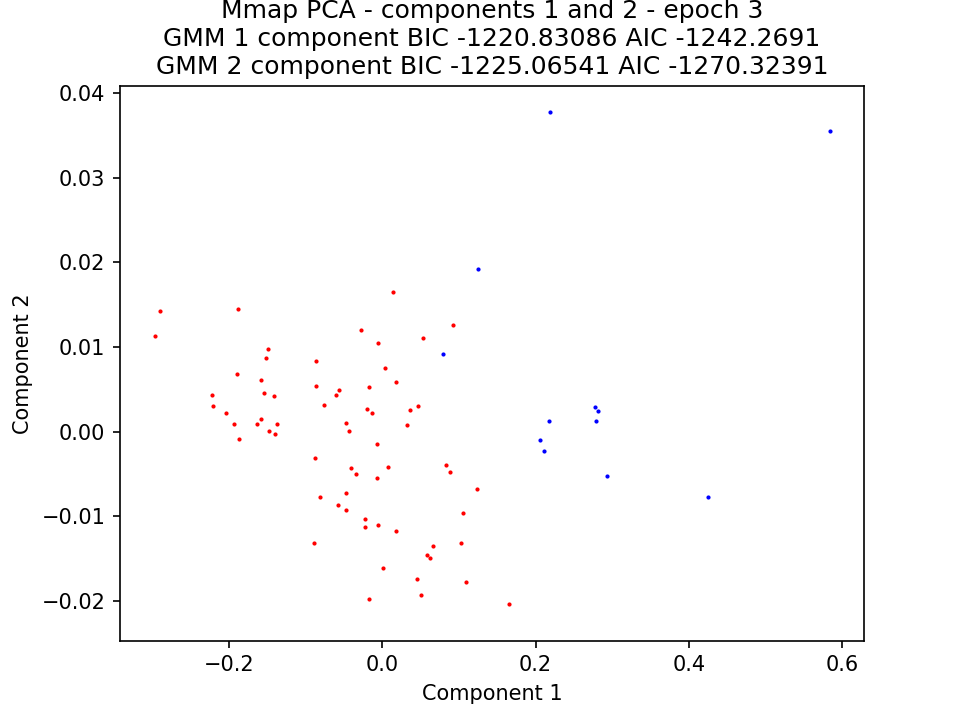 Mmap PCA - components 1 and 2 - epoch 3
GMM 1 component BIC -1220.83086 AIC -1242.2691
GMM 2 component BIC -1225.06541 AIC -1270.32391
0.04
0.03
0.02
0.01
0.00
−0.01
−0.02
Component 2
−0.2
0.0
0.2
0.4
0.6
Component 1